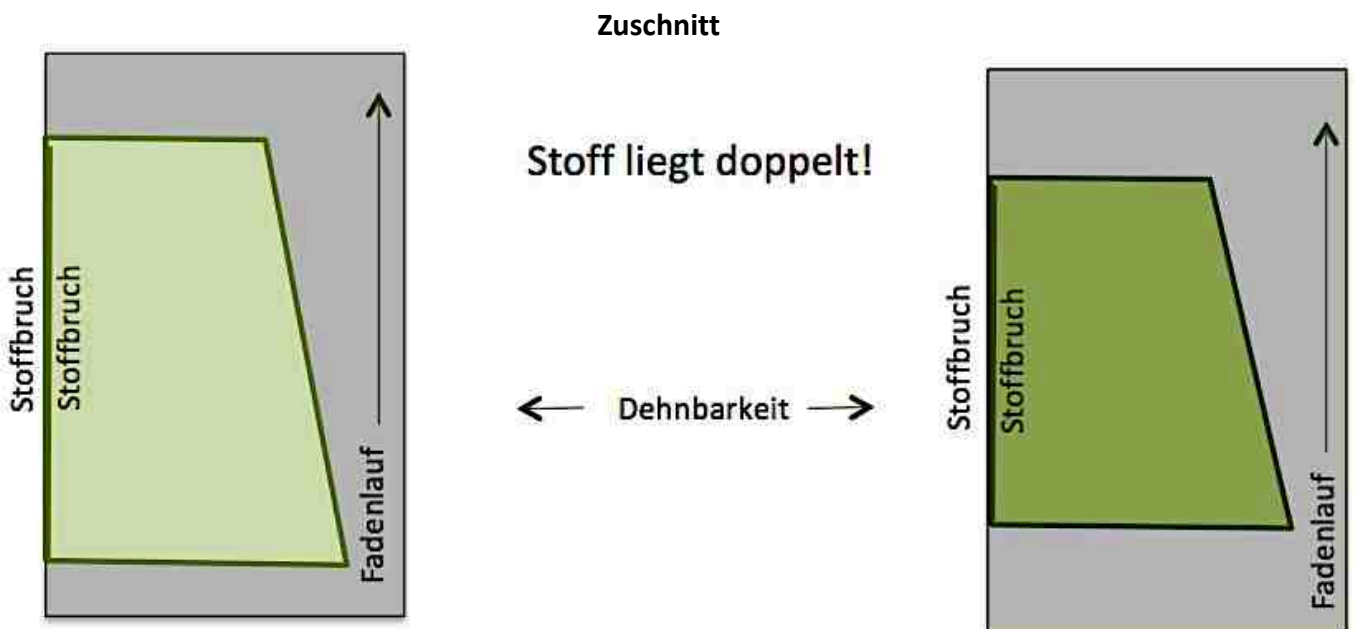 Zuschnitt
Stoff liegt doppelt!
Stoffbruch
Stoffbruch
Fadenlauf
Dehnbarkeit
Stoffbruch
Stoffbruch
Fadenlauf